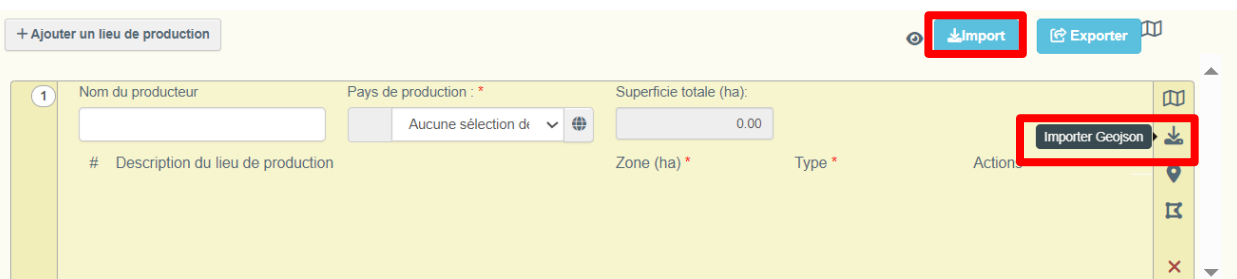 + Ajouter un lieu de production
Import
Exporter
1
Nom du producteur
Pays de production : *
Superficie totale (ha):
Aucune sélection de
0.00
Importer Geojson
# Description du lieu de production
Zone (ha) *
Type *
Actions